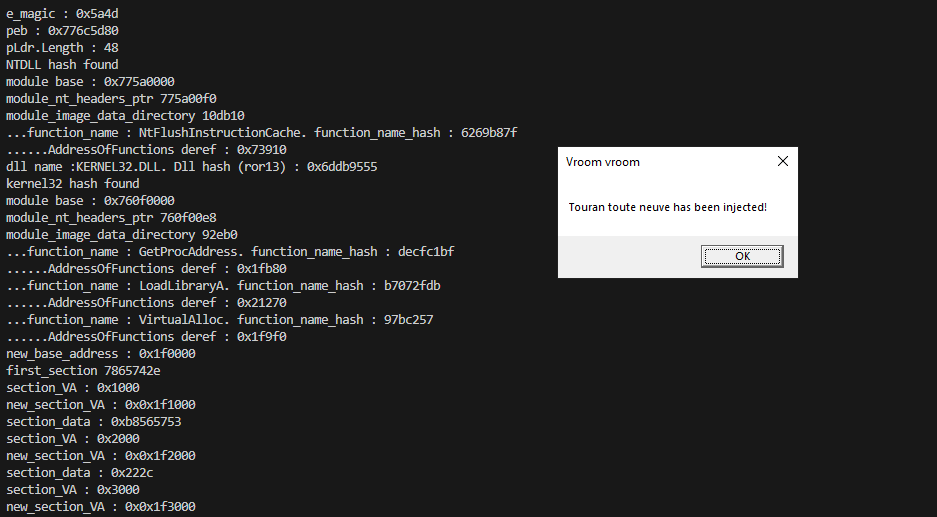 e_magic : 0x5a4d
peb : 0x776c5d80
pLdr.Length : 48
NTDLL hash found
module base : 0x775a0000
module_nt_headers_ptr 775a00f0
module_image_data_directory 10db10
...function_name : NtFlushInstructionCache. function_name_hash : 6269b87f
......AddressOfFunctions deref : 0x73910
dll name :KERNEL32.DLL. Dll hash (ror13) : 0x6ddb9555
kernel32 hash found
module base : 0x760f0000
module_nt_headers_ptr 760f00e8
module_image_data_directory 92eb0
...function_name : GetProcAddress. function_name_hash : decfc1bf
......AddressOfFunctions deref : 0x1fb80
...function_name : LoadLibraryA. function_name_hash : b7072fdb
......AddressOfFunctions deref : 0x21270
...function_name : VirtualAlloc. function_name_hash : 97bc257
......AddressOfFunctions deref : 0x1f9f0
new_base_address : 0x1f0000
first_section 7865742e
section_VA : 0x1000
new_section_VA : 0x0x1f1000
section_data : 0xb8565753
section_VA : 0x2000
new_section_VA : 0x0x1f2000
section_data : 0x222c
section_VA : 0x3000
new_section_VA : 0x0x1f3000
Vroom vroom
Touran toute neuve has been injected!
OK